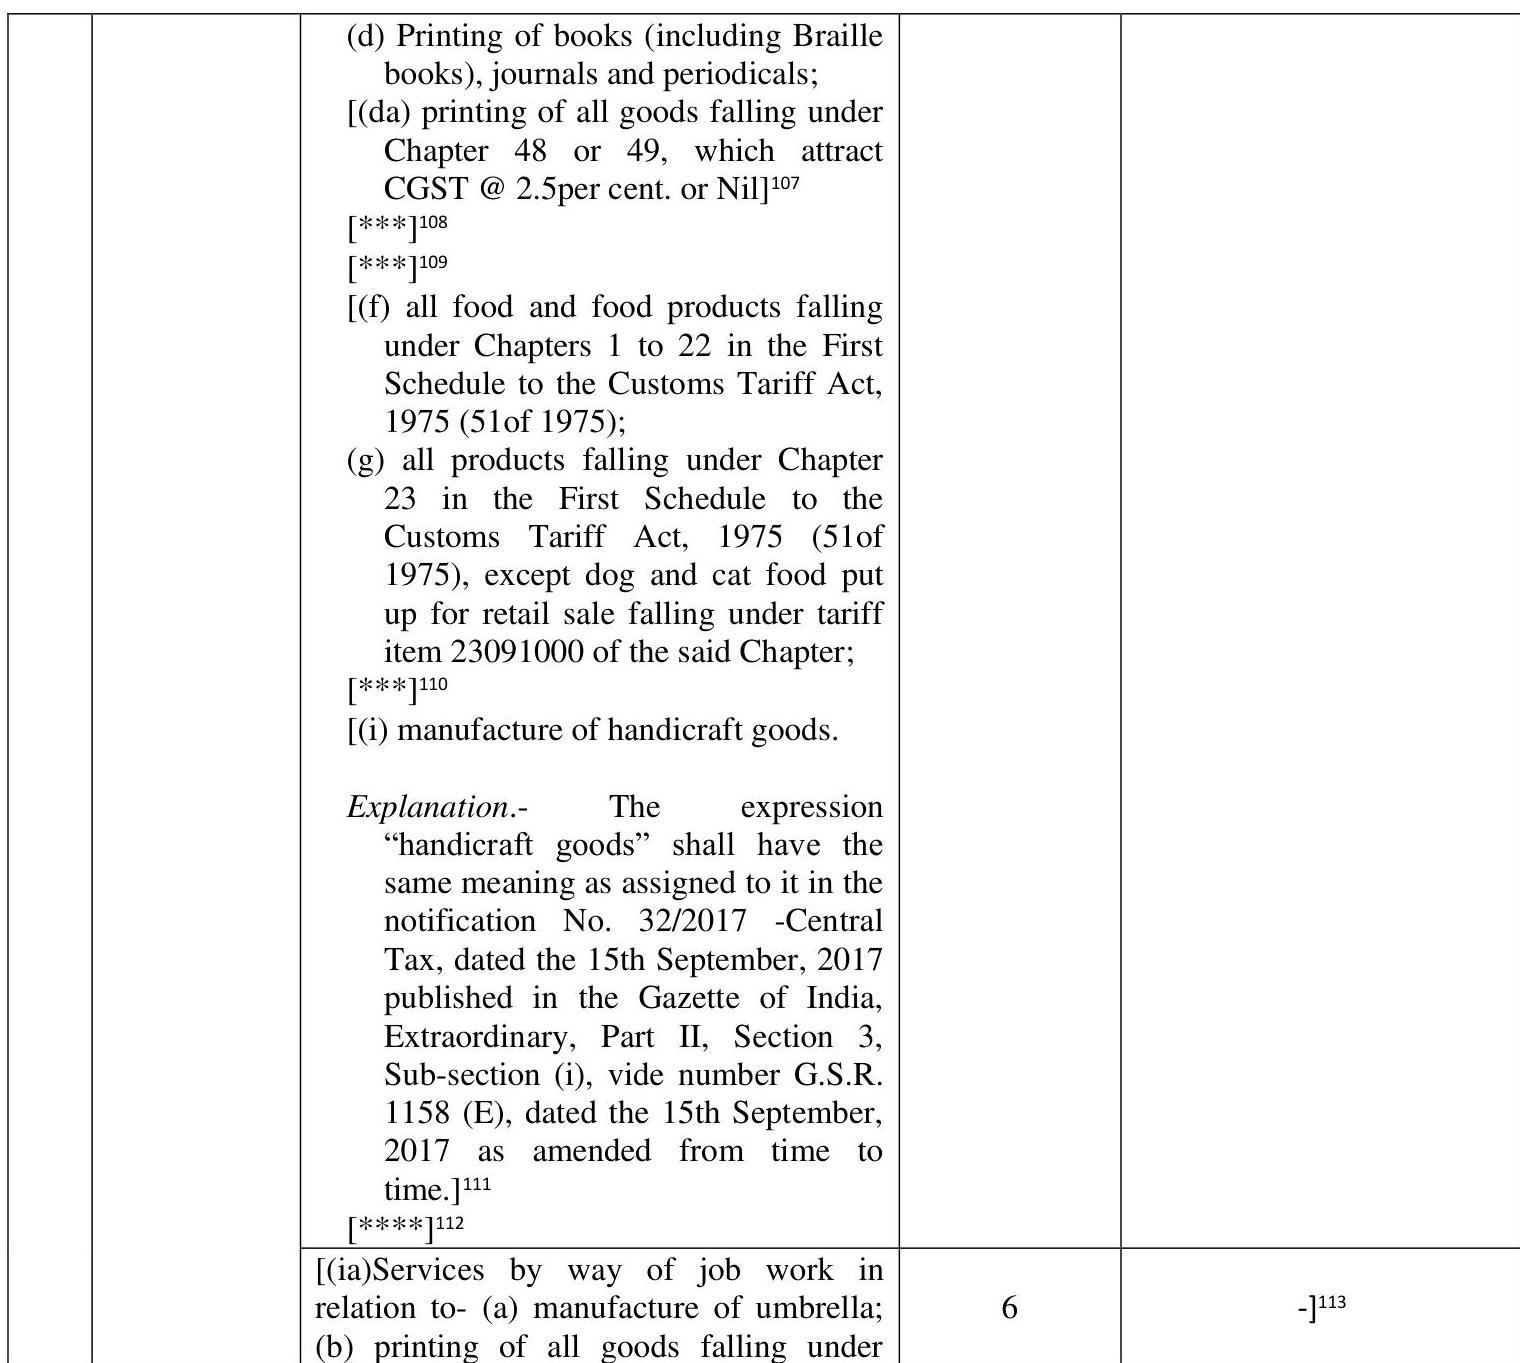 (d) Printing of books (including Braille
books), journals and periodicals;
[(da) printing of all goods falling under
Chapter 48 or 49, which attract
CGST @ 2.5per cent. or Nil]107
[***]108
[***]109
[(f) all food and food products falling
under Chapters 1 to 22 in the First
Schedule to the Customs Tariff Act,
1975 (51of 1975);
(g) all products falling under Chapter
23 in the First Schedule to the
Customs Tariff Act, 1975 (51of
1975), except dog and cat food put
up for retail sale falling under tariff
item 23091000 of the said Chapter;
[***]110
[(i) manufacture of handicraft goods.
Explanation.- The expression
“handicraft goods” shall have the
same meaning as assigned to it in the
notification No. 32/2017 -Central
Tax, dated the 15th September, 2017
published in the Gazette of India,
Extraordinary, Part II, Section 3,
Sub-section (i), vide number G.S.R.
1158 (E), dated the 15th September,
2017 as amended from time to
time.]111
[****]112
[(ia)Services by way of job work in
relation to- (a) manufacture of umbrella;
(b) printing of all goods falling under
6
-]113